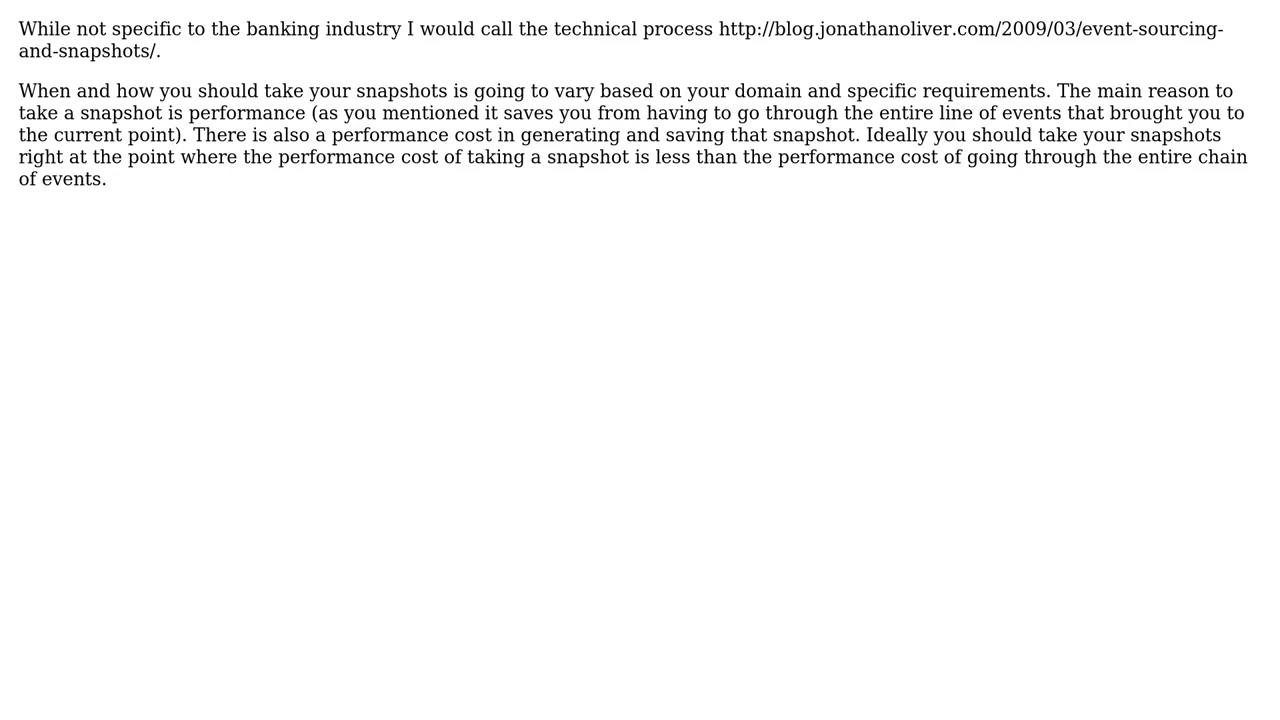 While not specific to the banking industry I would call the technical process http://blog.jonathanoliver.com/2009/03/event-sourcing-
and-snapshots/.
When and how you should take your snapshots is going to vary based on your domain and specific requirements. The main reason to
take a snapshot is performance (as you mentioned it saves you from having to go through the entire line of events that brought you to
the current point). There is also a performance cost in generating and saving that snapshot. Ideally you should take your snapshots
right at the point where the performance cost of taking a snapshot is less than the performance cost of going through the entire chain
of events.